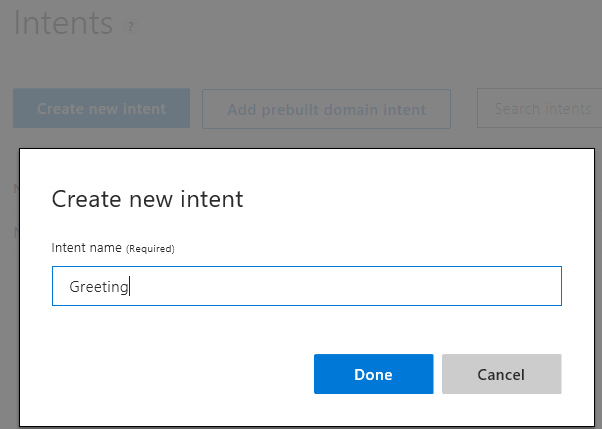 Intents ?
Create new intent
Add prebuilt domain intent
Search intents
Create new intent
Intent name (Required)
Greeting
Done
Cancel